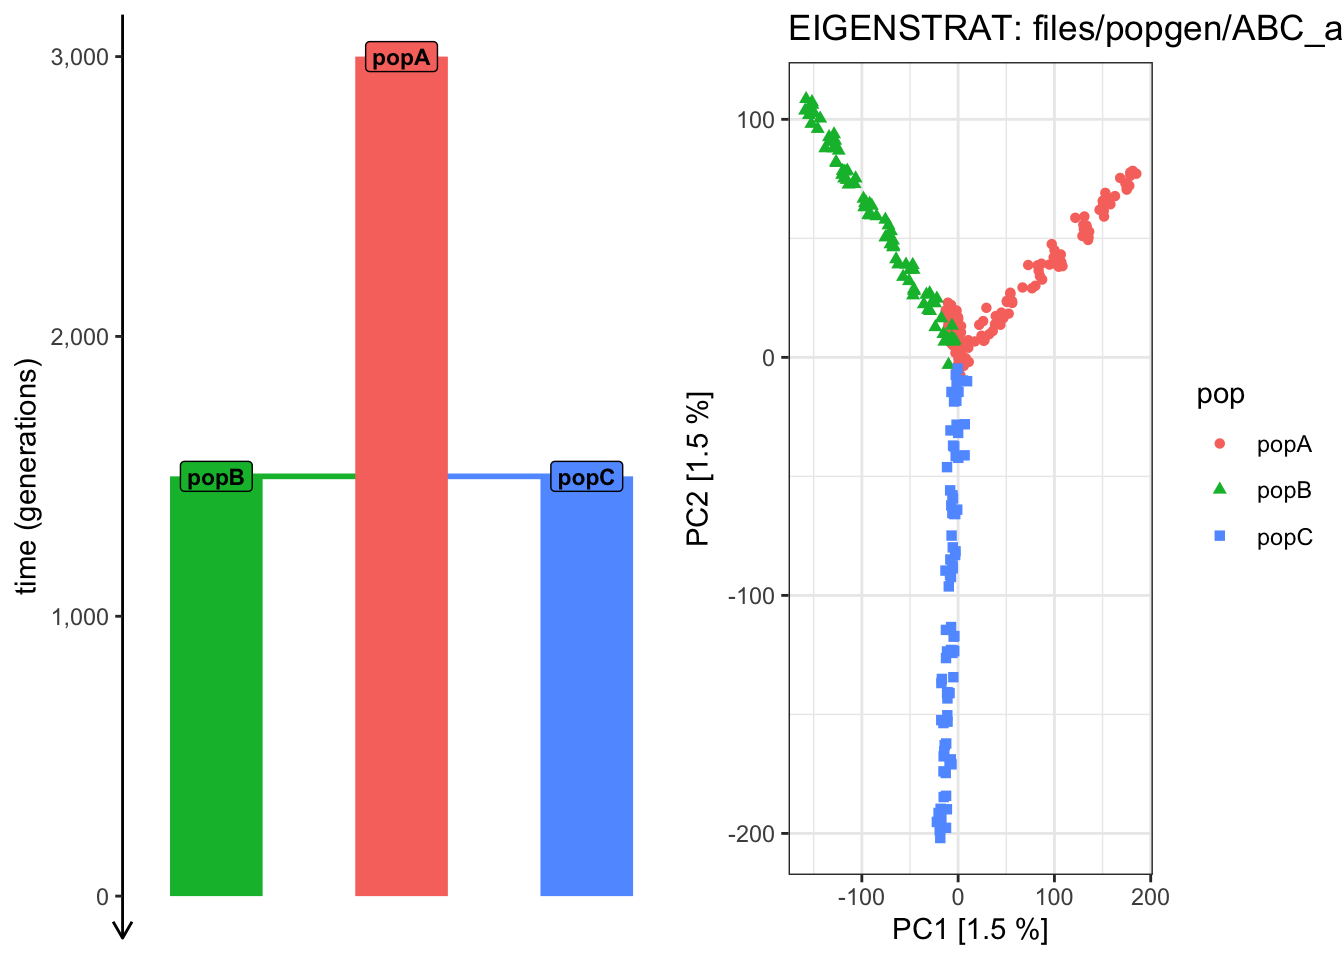 time (generations)
3,000
2,000
1,000
0
popA
popB
popC
EIGENSTRAT: files/popgen/ABC_a
PC2 [1.5 %]
100
0
-100
-200
-100
0
100
200
PC1 [1.5 %]
pop
popA
popB
popC